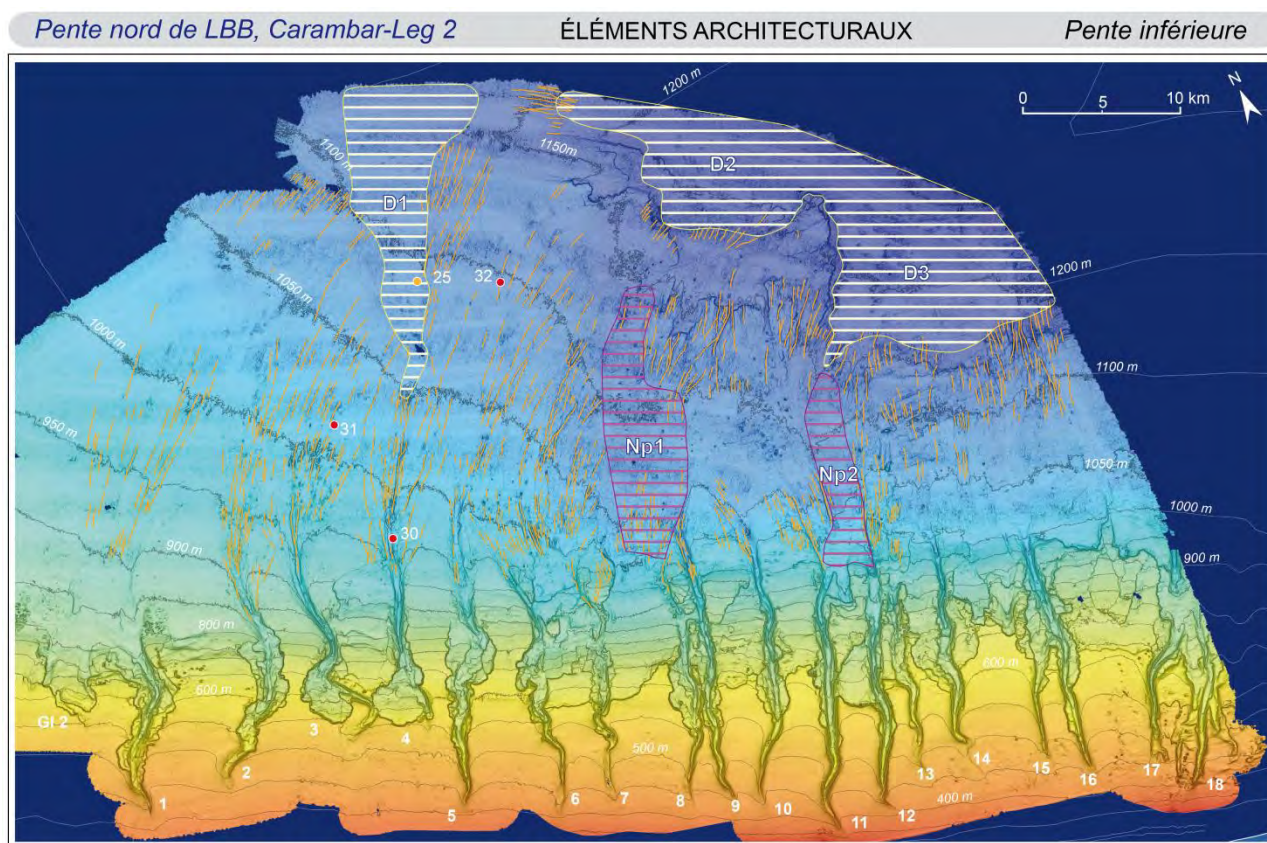 Pente nord de LBB, Carambar-Leg 2 ÉLÉMENTS ARCHITECTURAUX Pente inférieure
1200 m
N
0 5 10 km
1100 m
1150m
D2
D1
1200 m
25 32
D3
1050 m
1000 m
1100 m
31
950 m
Np1
Np2
1050 m
30
1000 m
900 m
900 m
800 m
600 m
600 m
GI 2
3
4
500 m
2
14
13
15
16
17
18
1
5
6
7
8
9
10
11
12
400 m